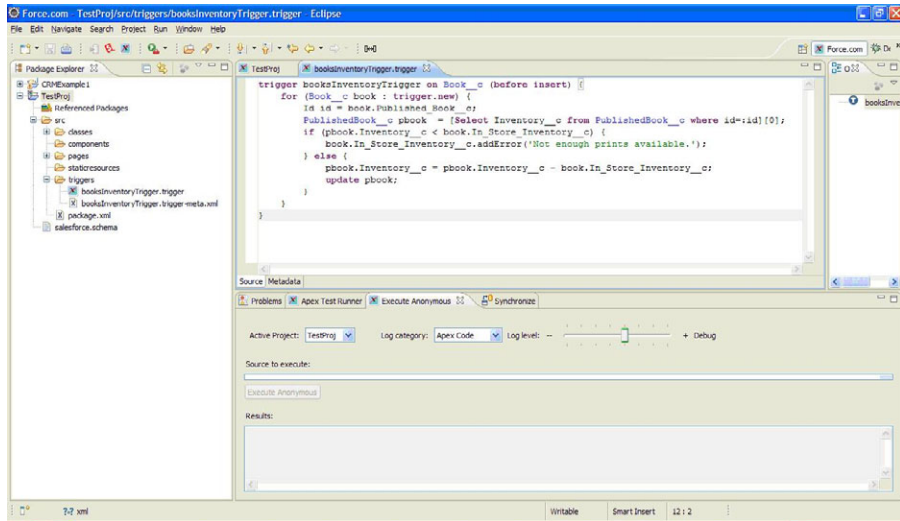 Force.com - TestProj/src/triggers/booksInventoryTrigger.trigger - Eclipse
File Edit Navigate Search Project Run Window Help
Force.com
Package Explorer
CRMExample1
TestProj
Referenced Packages
src
classes
components
pages
staticresources
triggers
booksInventoryTrigger.trigger
booksInventoryTrigger.trigger-meta.xml
package.xml
salesforce.schema
TestProj booksInventoryTrigger.trigger
trigger booksInventoryTrigger on Book__c (before insert) {
for (Book__c book : trigger.new) {
Id id = book.Published_Book__c;
PublishedBook__c pbook = [Select Inventory__c from PublishedBook__c where id=:id][0];
if (pbook.Inventory__c < book.In_Store_Inventory__c) {
book.In_Store_Inventory__c.addError('Not enough prints available.');
} else {
pbook.Inventory__c = pbook.Inventory__c - book.In_Store_Inventory__c;
update pbook;
}
}
}
Source Metadata
booksInve
Problems Apex Test Runner Execute Anonymous Synchronize
Active Project: TestProj Log category: Apex Code Log level: - + Debug
Source to execute:
Execute Anonymous
Results:
?-? xml Writable Smart Insert 12 : 2